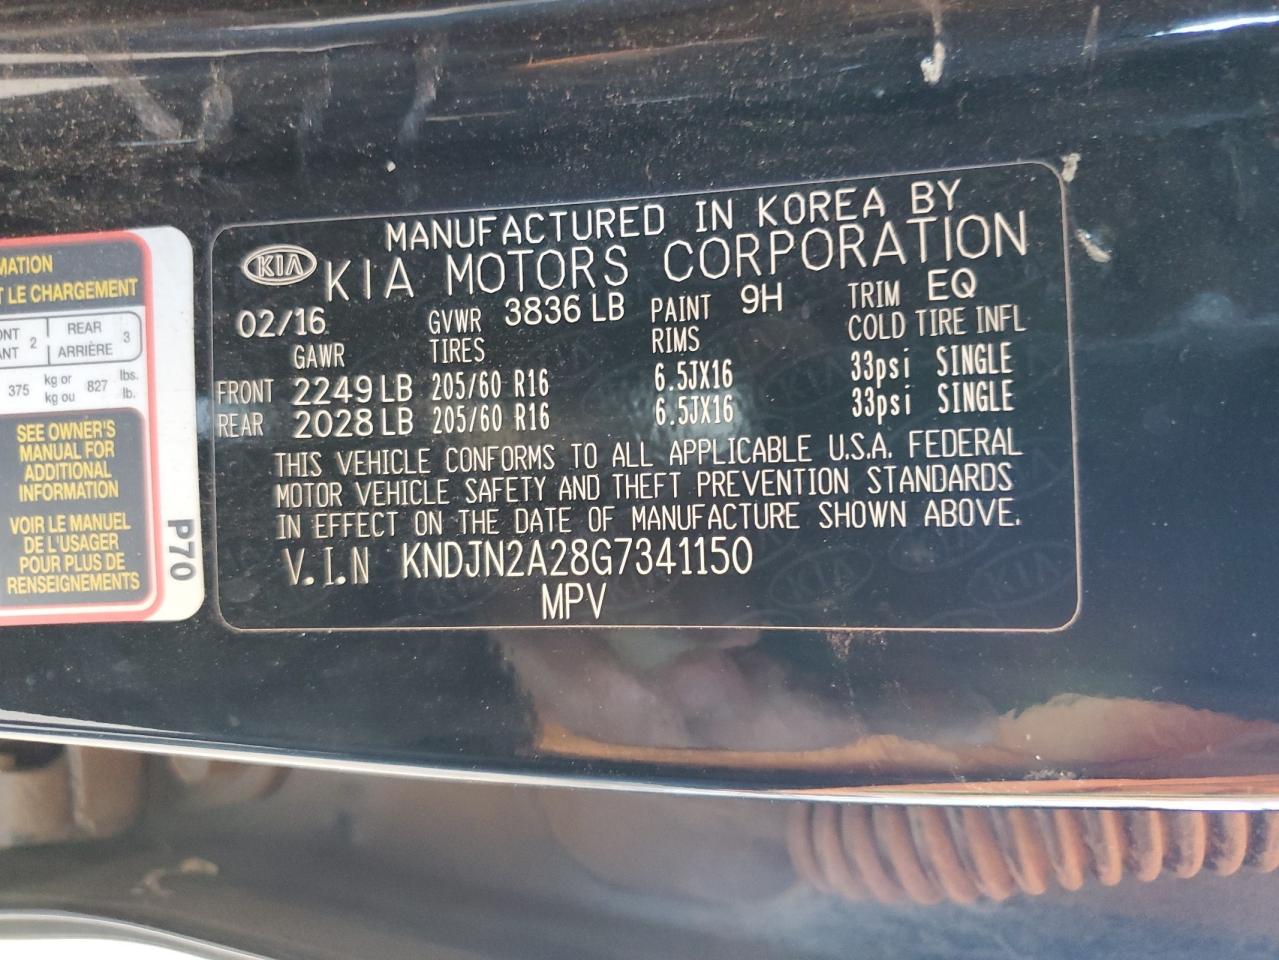 MANUFACTURED IN KOREA BY
KIA KIA MOTORS CORPORATION
02/16 GVWR 3836 LB PAINT 9H TRIM EQ
GAWR TIRES RIMS COLD TIRE INFL
FRONT 2249 LB 205/60 R16 6.5JX16 33psi SINGLE
REAR 2028 LB 205/60 R16 6.5JX16 33psi SINGLE
THIS VEHICLE CONFORMS TO ALL APPLICABLE U.S.A. FEDERAL
MOTOR VEHICLE SAFETY AND THEFT PREVENTION STANDARDS
IN EFFECT ON THE DATE OF MANUFACTURE SHOWN ABOVE.
V.I.N KNDJN2A28G7341150
MPV
MATION
T LE CHARGEMENT
ONT 2 REAR 3
ANT ARRIÈRE
375 kg or 827 lbs.
kg ou lb.
SEE OWNER'S
MANUAL FOR
ADDITIONAL
INFORMATION
VOIR LE MANUEL
DE L'USAGER
POUR PLUS DE
RENSEIGNEMENTS
P70